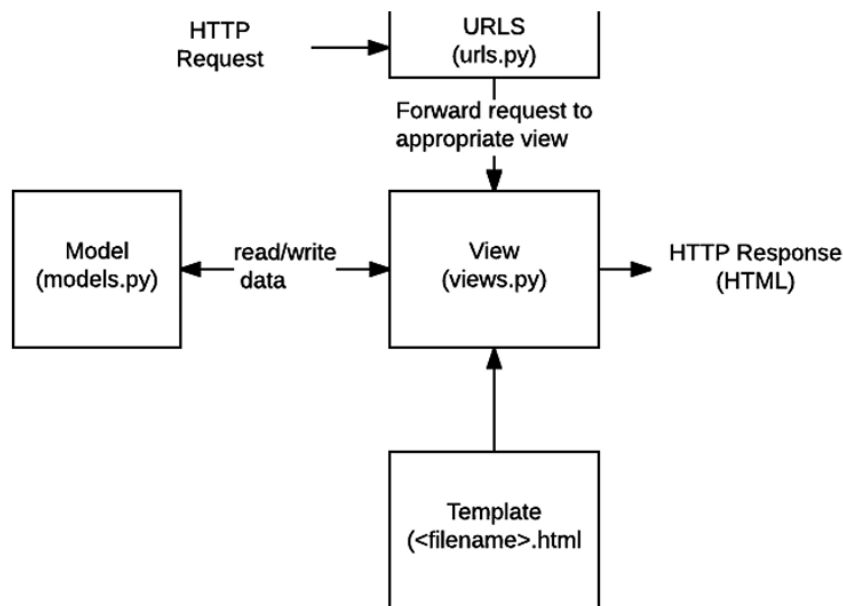 HTTP
Request
URLS
(urls.py)
Forward request to
appropriate view
Model
(models.py)
read/write
data
View
(views.py)
HTTP Response
(HTML)
Template
(<filename>.html